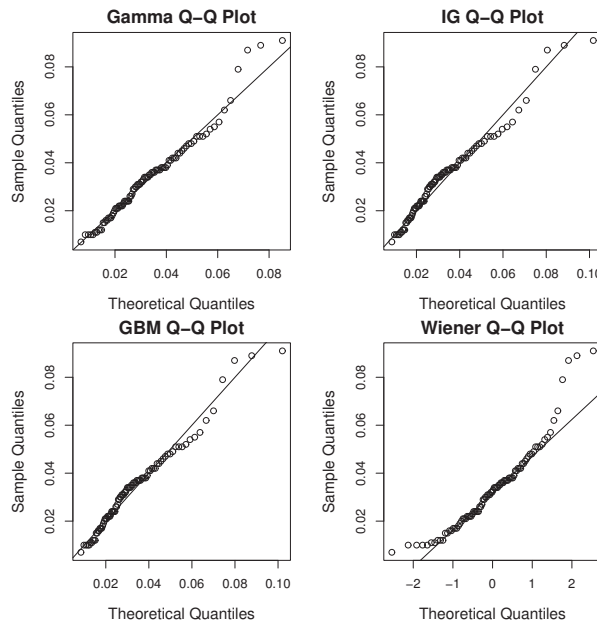 Gamma Q−Q Plot
Sample Quantiles
0.02 0.04 0.06 0.08
0.02 0.04 0.06 0.08
Theoretical Quantiles
IG Q−Q Plot
Sample Quantiles
0.02 0.04 0.06 0.08
0.02 0.04 0.06 0.08 0.10
Theoretical Quantiles
GBM Q−Q Plot
Sample Quantiles
0.02 0.04 0.06 0.08
0.02 0.04 0.06 0.08 0.10
Theoretical Quantiles
Wiener Q−Q Plot
Sample Quantiles
0.02 0.04 0.06 0.08
−2 −1 0 1 2
Theoretical Quantiles